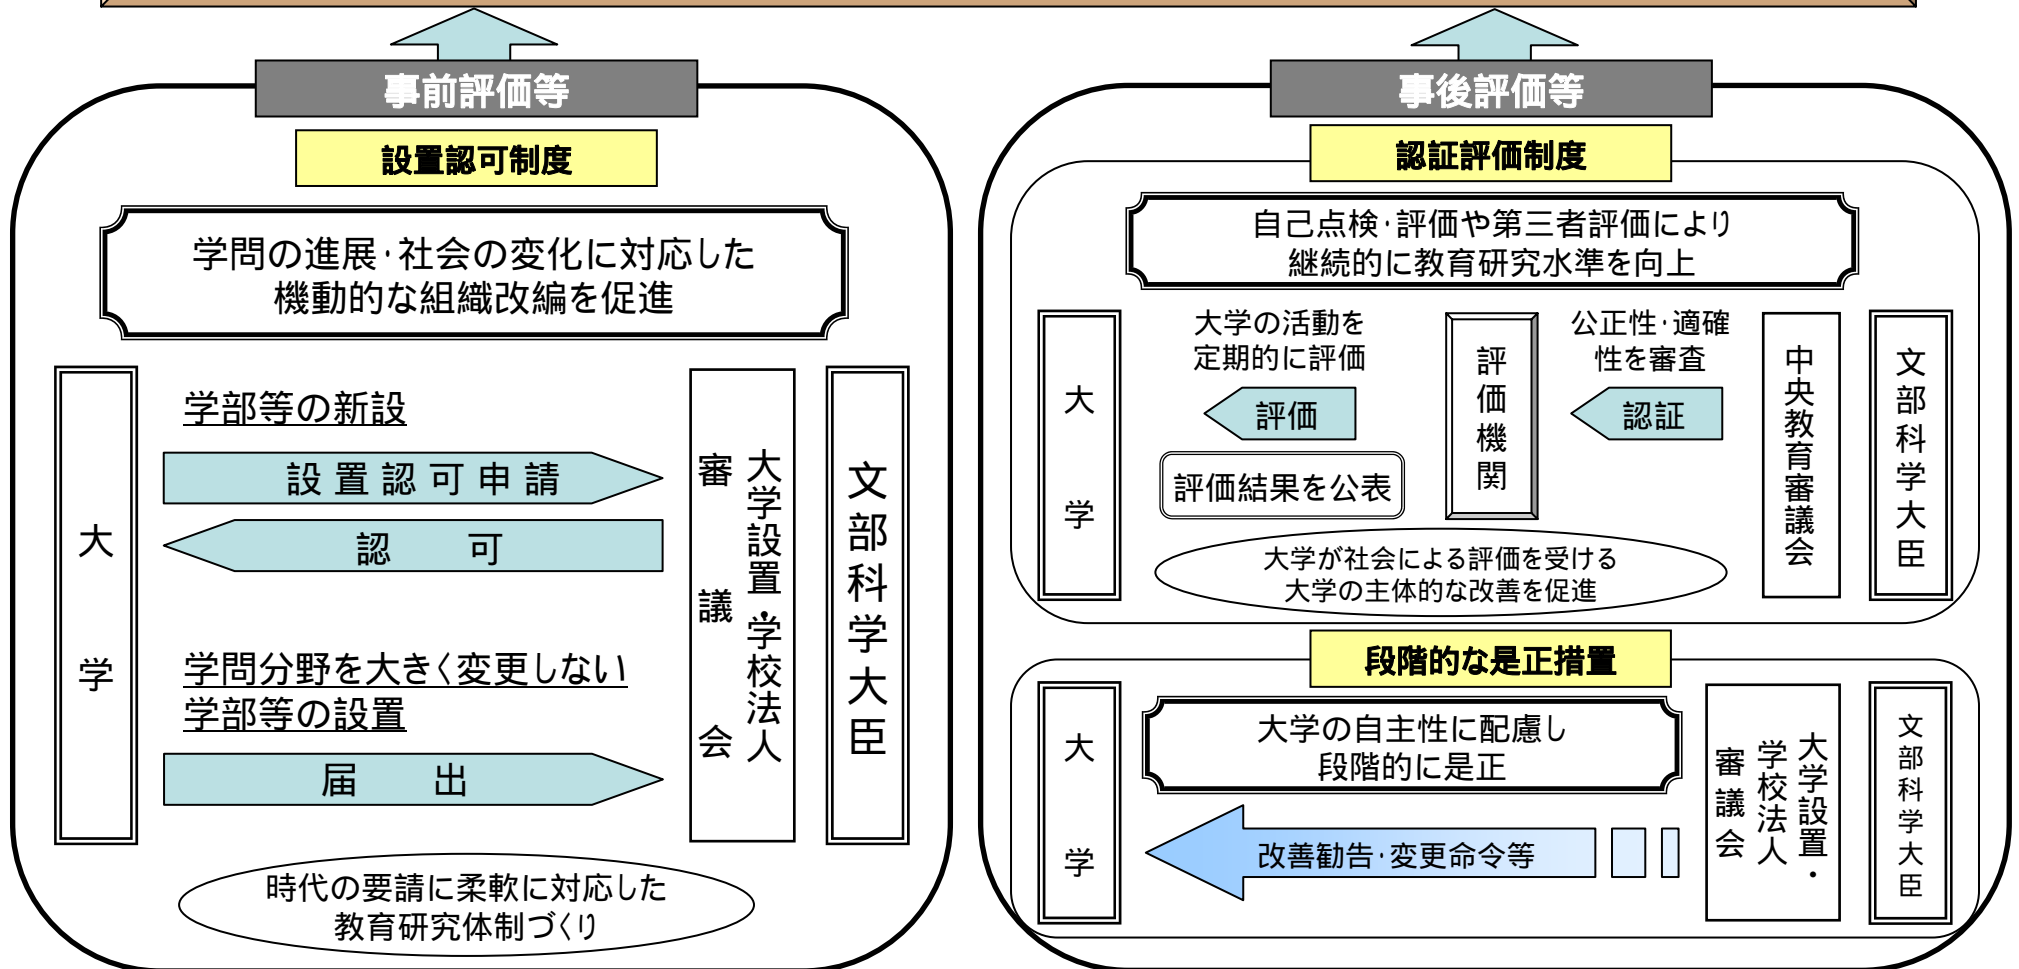 事前評価等
設置認可制度
学問の進展・社会の変化に対応した
機動的な組織改編を促進
大学
学部等の新設
設置認可申請
認可
学問分野を大きく変更しない
学部等の設置
届出
大学設置・学校法人
審議会
文部科学大臣
時代の要請に柔軟に対応した
教育研究体制づくり
事後評価等
認証評価制度
自己点検・評価や第三者評価により
継続的に教育研究水準を向上
大学
大学の活動を
定期的に評価
評価
評価結果を公表
評価機関
公正性・適確
性を審査
認証
中央教育審議会
文部科学大臣
大学が社会による評価を受ける
大学の主体的な改善を促進
段階的な是正措置
大学
大学の自主性に配慮し
段階的に是正
改善勧告・変更命令等
大学設置・
学校法人
審議会
文部科学大臣